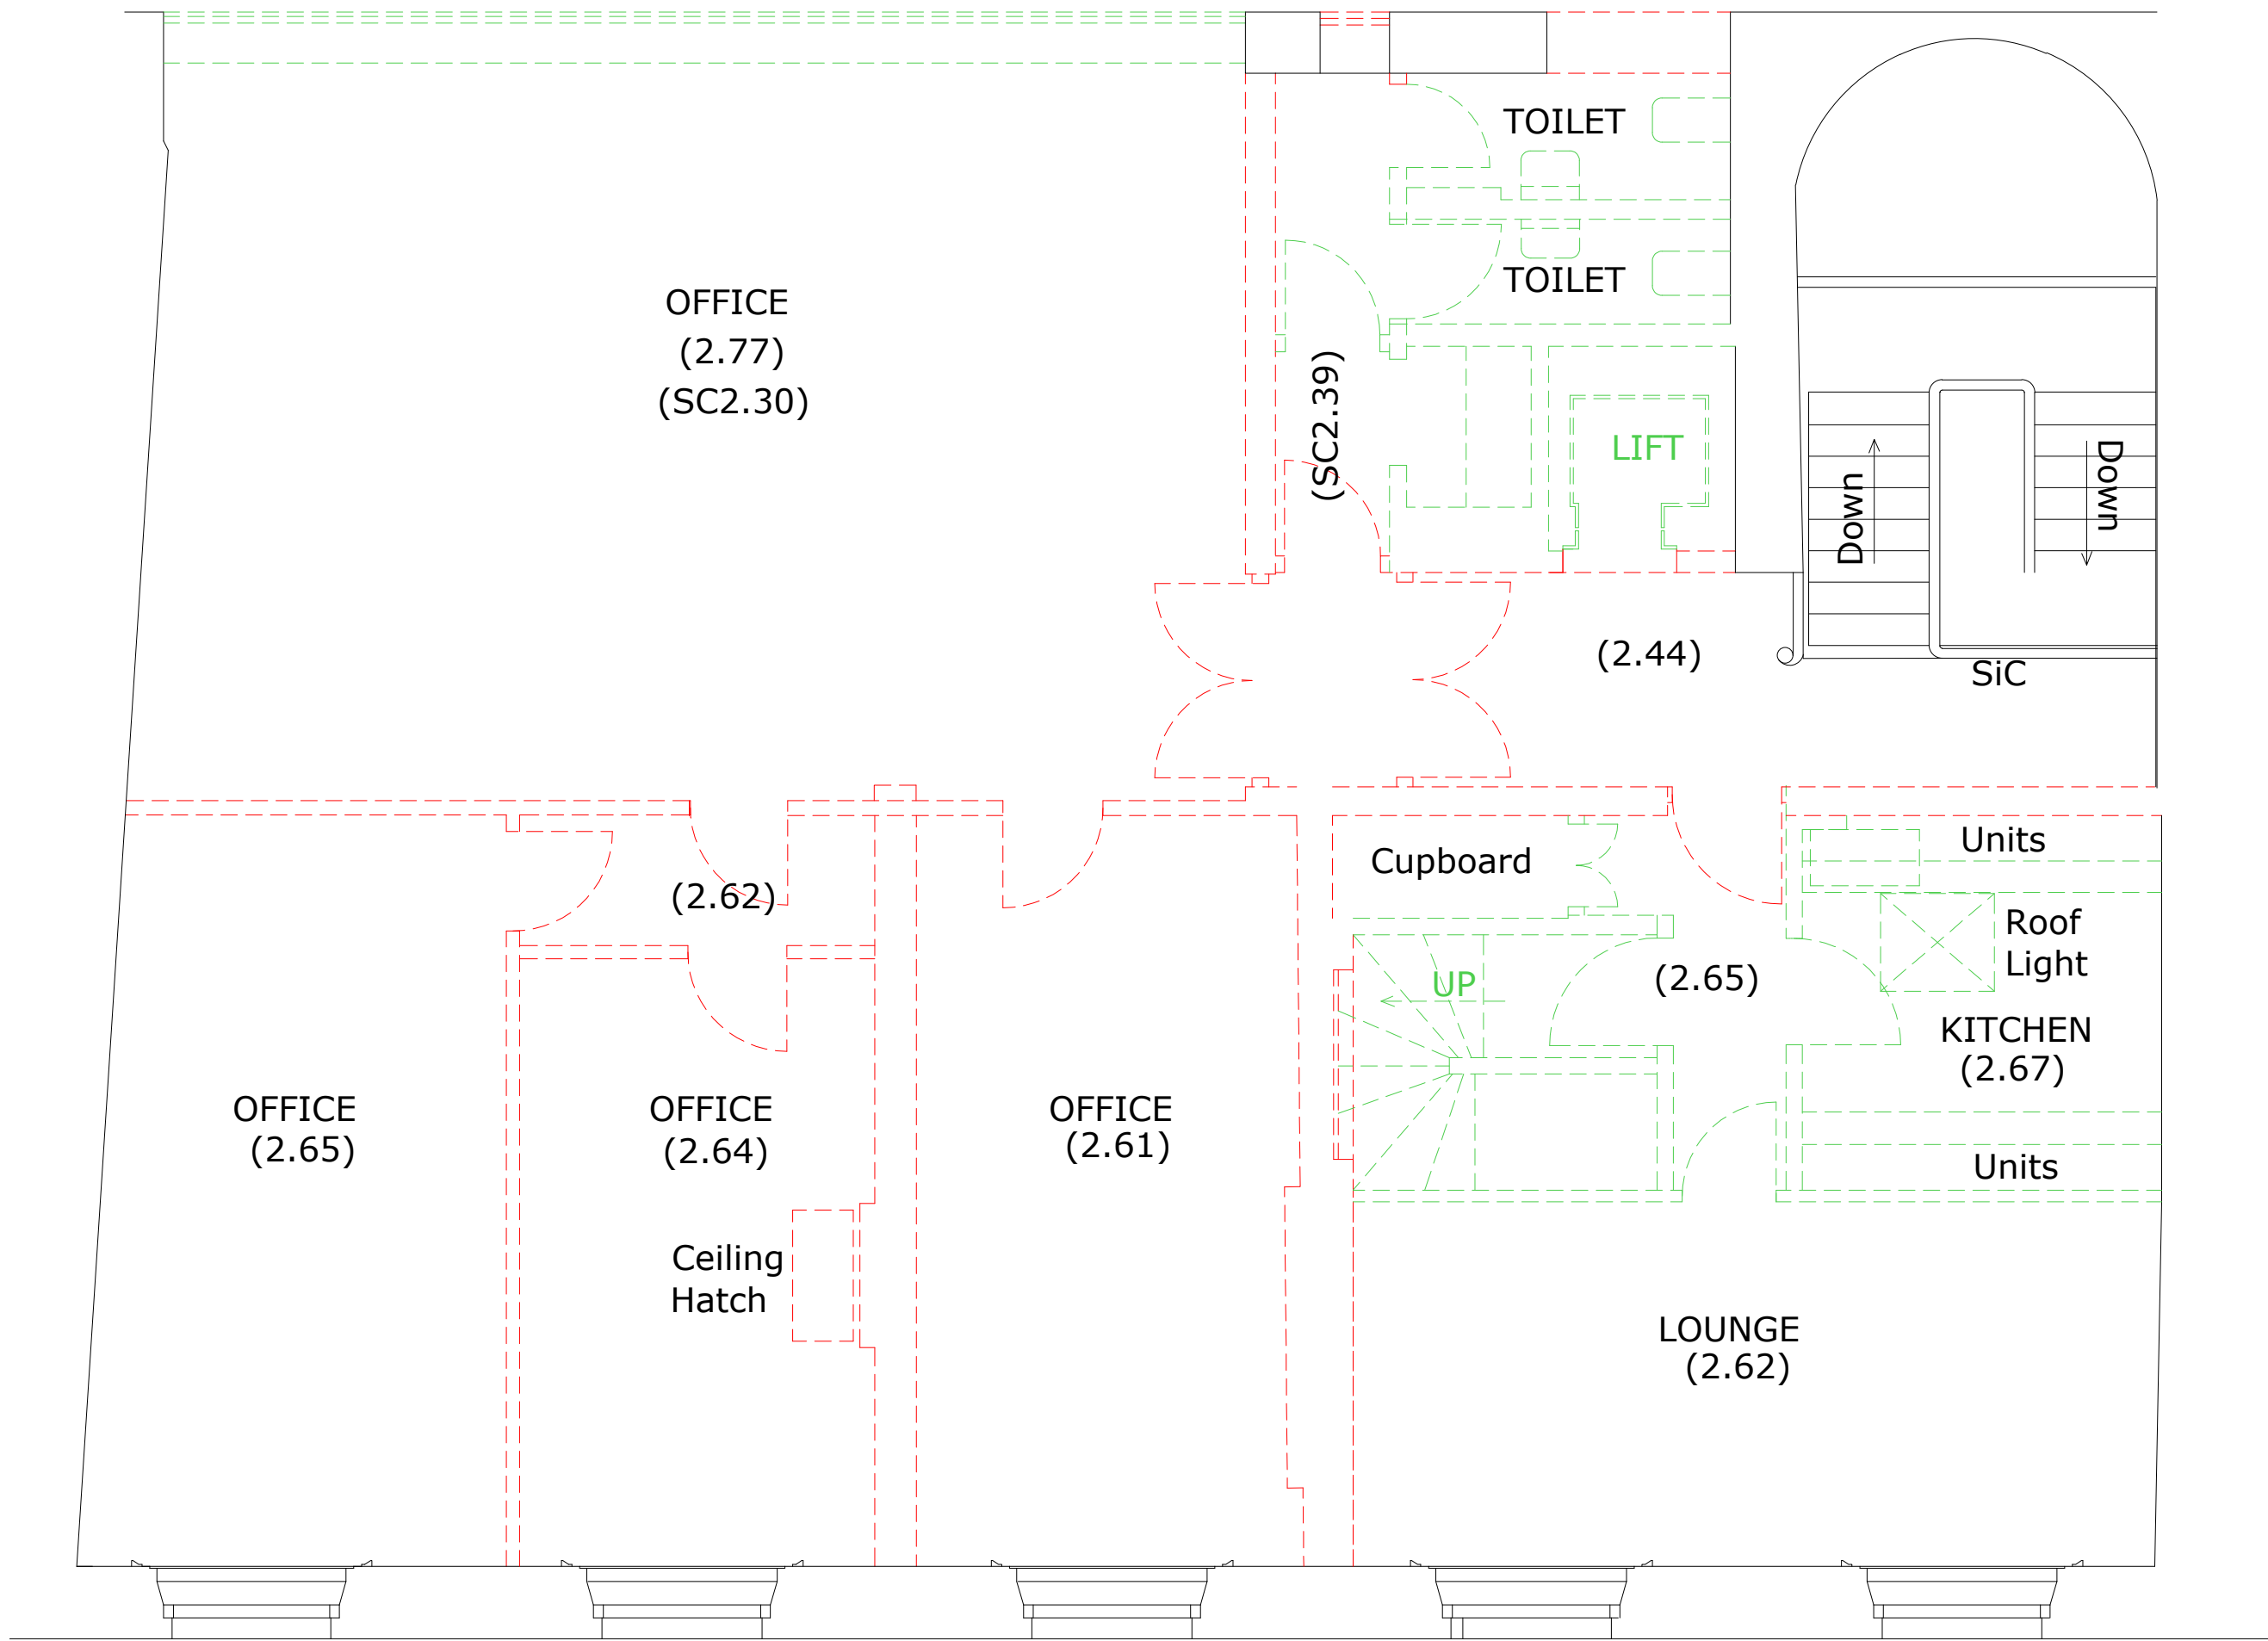 TOILET
TOILET
OFFICE
(2.77)
(SC2.30)
(SC2.39)
LIFT
Down
Down
(2.44)
SiC
Cupboard
Units
(2.62)
Roof
Light
UP
(2.65)
KITCHEN
(2.67)
OFFICE
(2.65)
OFFICE
(2.64)
OFFICE
(2.61)
Units
Ceiling
Hatch
LOUNGE
(2.62)